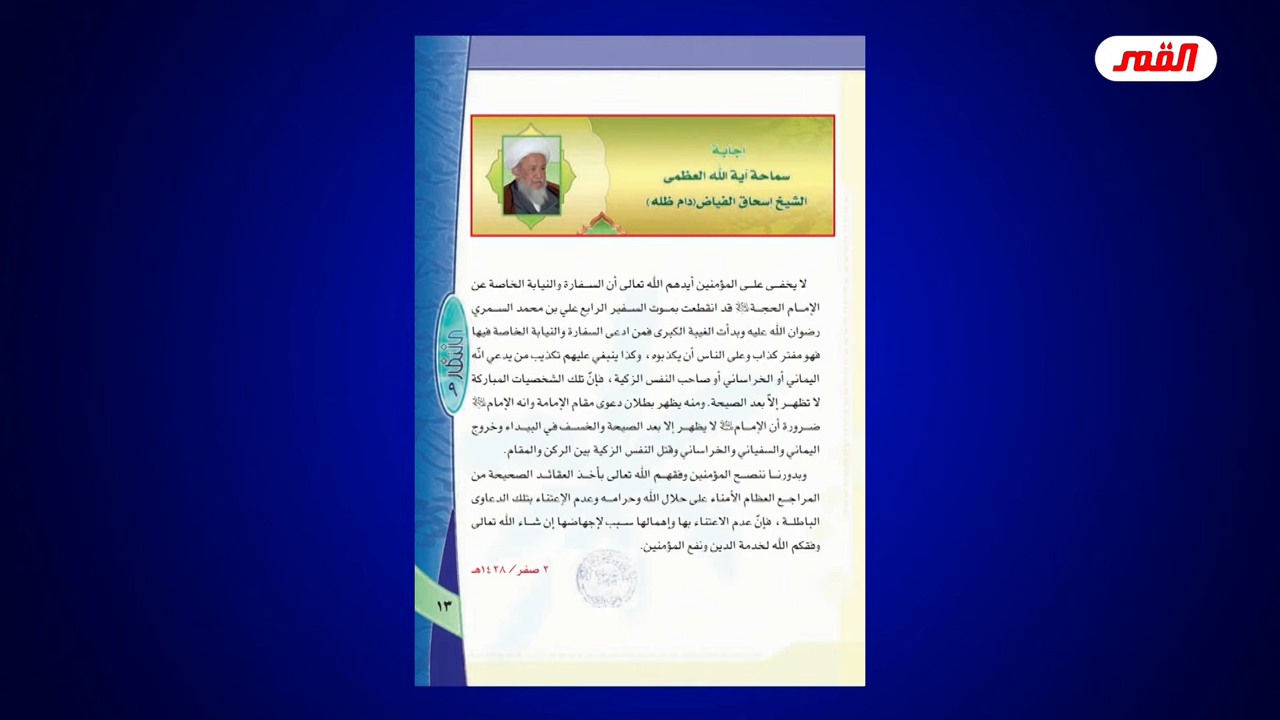 القمر
إجابة
سماحة آية الله العظمى
الشيخ اسحاق الفياض(دام ظله)
لا يخفى على المؤمنين أيدهم الله تعالى أن السفارة والنيابة الخاصة عن
الإمام الحجة قد انقطعت بموت السفير الرابع علي بن محمد السمري
رضوان الله عليه وبدأت الغيبة الكبرى فمن ادعى السفارة والنيابة الخاصة فيها
فهو مفتر كذاب وعلى الناس أن يكذبوه ، وكذا ينبغي عليهم تكذيب من يدعي انّه
اليماني أو الخراساني أو صاحب النفس الزكية ، فإنّ تلك الشخصيات المباركة
لا تظهر إلاّ بعد الصيحة. ومنه يظهر بطلان دعوى مقام الإمامة وانه الإمام
ضرورة أن الإمام لا يظهر إلا بعد الصيحة والخسف في البيداء وخروج
اليماني والسفياني والخراساني وقتل النفس الزكية بين الركن والمقام.
وبدورنا ننصح المؤمنين وفقهم الله تعالى بأخذ العقائد الصحيحة من
المراجع العظام الأمناء على حلال الله وحرامه وعدم الإعتناء بتلك الدعاوى
الباطلة ، فإنّ عدم الاعتناء بها وإهمالها سبب لإجهاضها إن شاء الله تعالى
وفقكم الله لخدمة الدين ونفع المؤمنين.
٢ صفر/ ١٤٢٨هـ
١٣